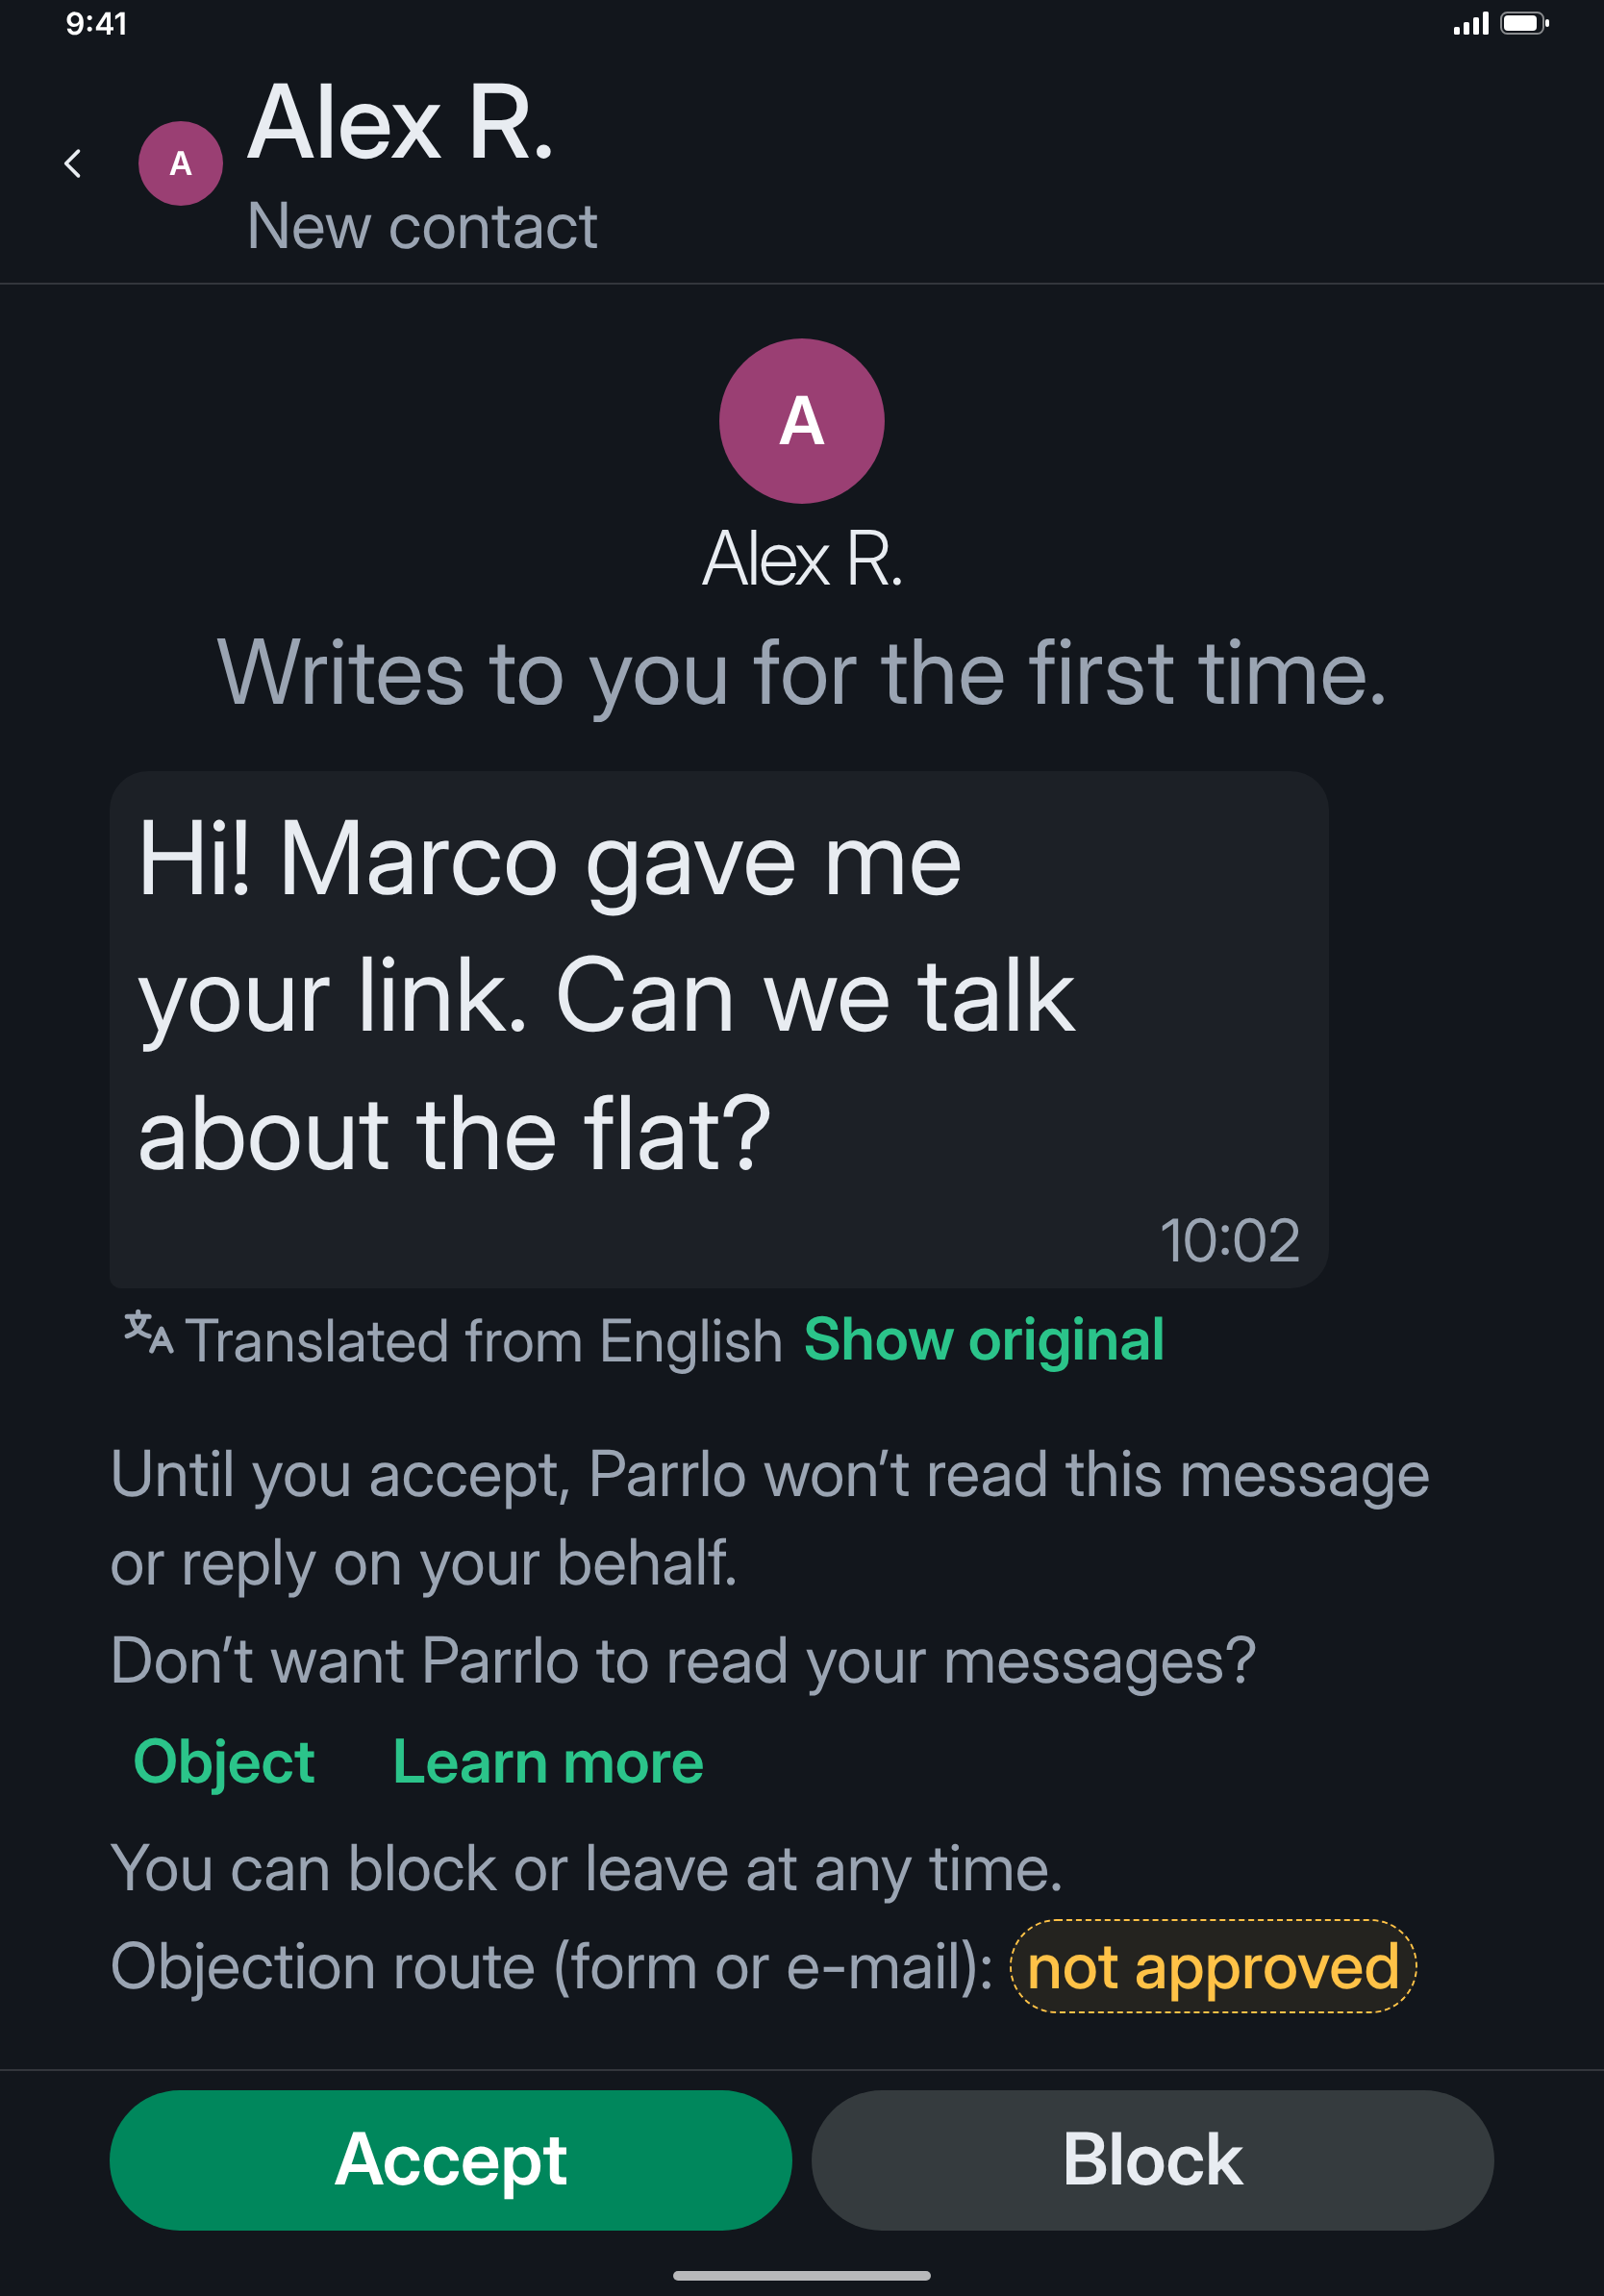 9:41
A
Alex R.
New contact
A
Alex R.
Writes to you for the first time.
Hi! Marco gave me
your link. Can we talk
about the flat?
10:02
Translated from English Show original
Until you accept, Parrlo won’t read this message
or reply on your behalf.
Don’t want Parrlo to read your messages?
Object Learn more
You can block or leave at any time.
Objection route (form or e-mail): not approved
Accept Block